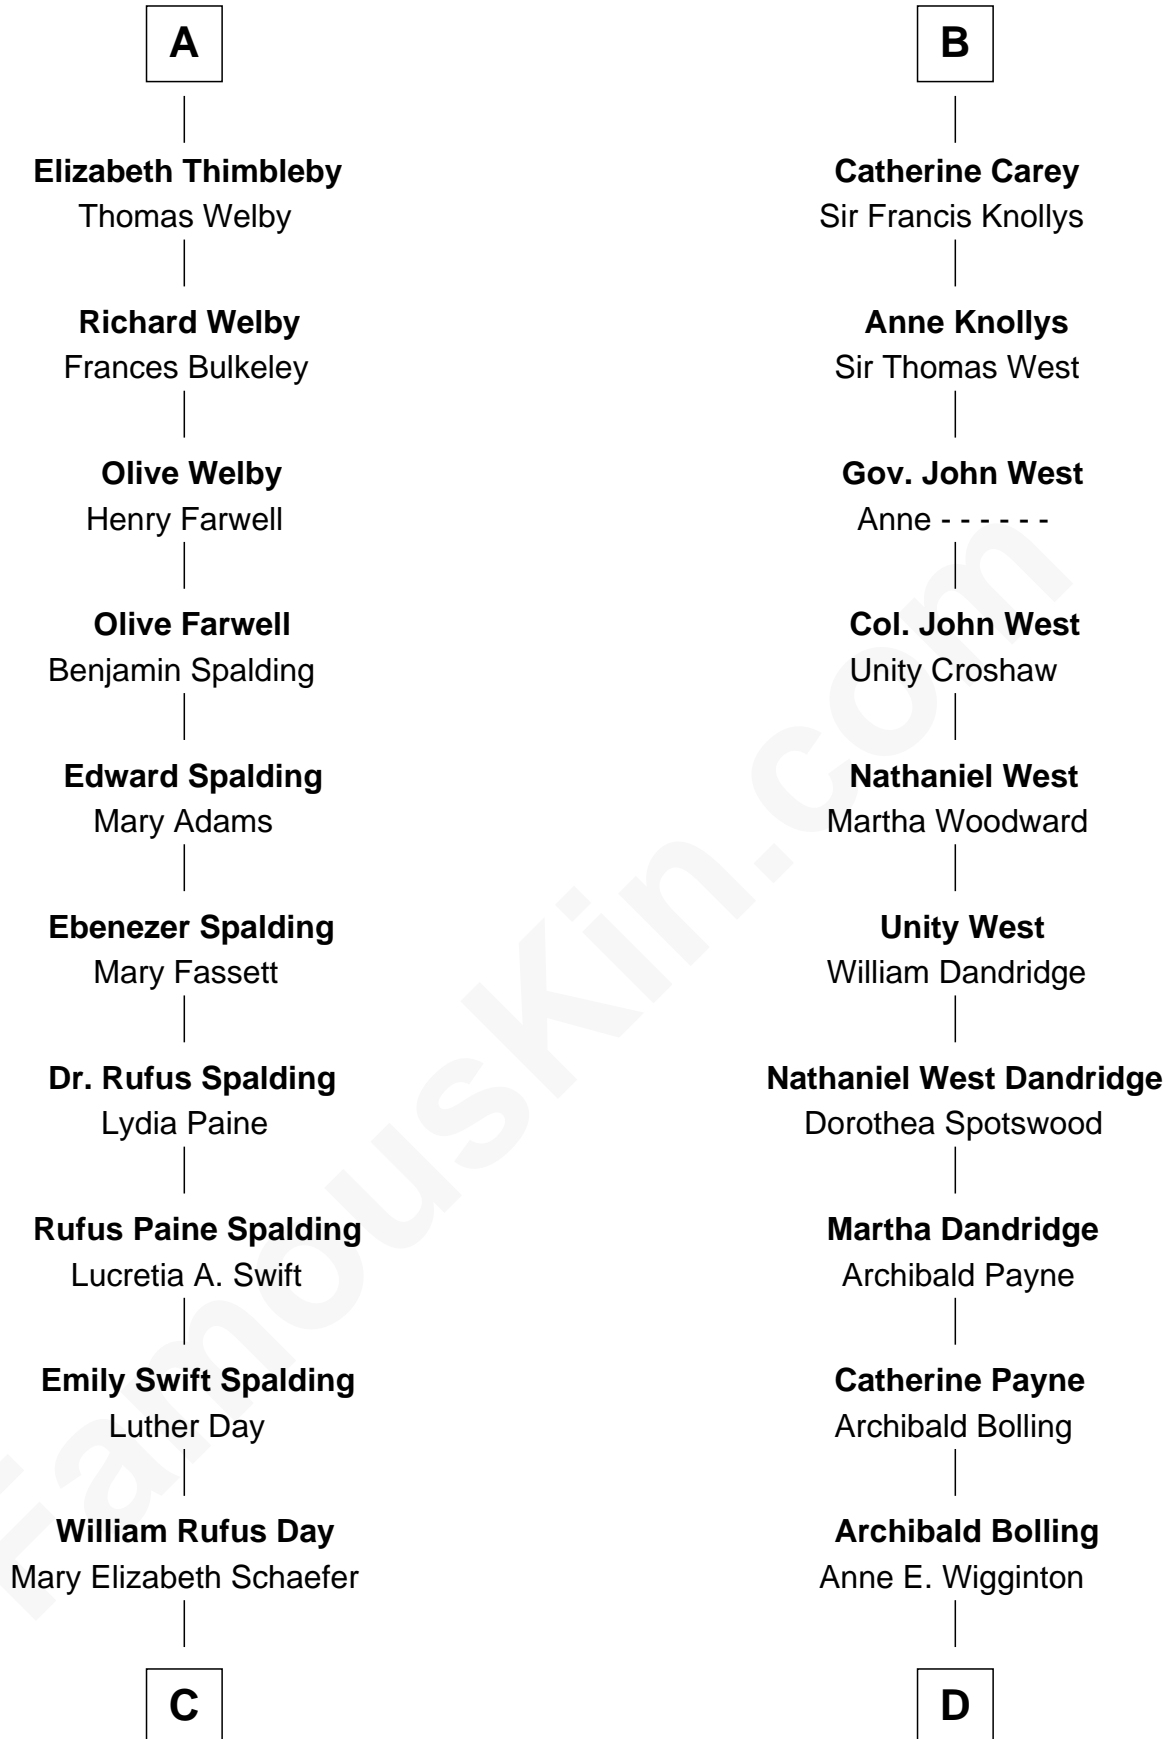 A
Elizabeth Thimbleby
Thomas Welby
Richard Welby
Frances Bulkeley
Olive Welby
Henry Farwell
Olive Farwell
Benjamin Spalding
Edward Spalding
Mary Adams
Ebenezer Spalding
Mary Fassett
Dr. Rufus Spalding
Lydia Paine
Rufus Paine Spalding
Lucretia A. Swift
Emily Swift Spalding
Luther Day
William Rufus Day
Mary Elizabeth Schaefer
C
B
Catherine Carey
Sir Francis Knollys
Anne Knollys
Sir Thomas West
Gov. John West
Anne - - - - - -
Col. John West
Unity Croshaw
Nathaniel West
Martha Woodward
Unity West
William Dandridge
Nathaniel West Dandridge
Dorothea Spotswood
Martha Dandridge
Archibald Payne
Catherine Payne
Archibald Bolling
Archibald Bolling
Anne E. Wigginton
D
FamousKin.com